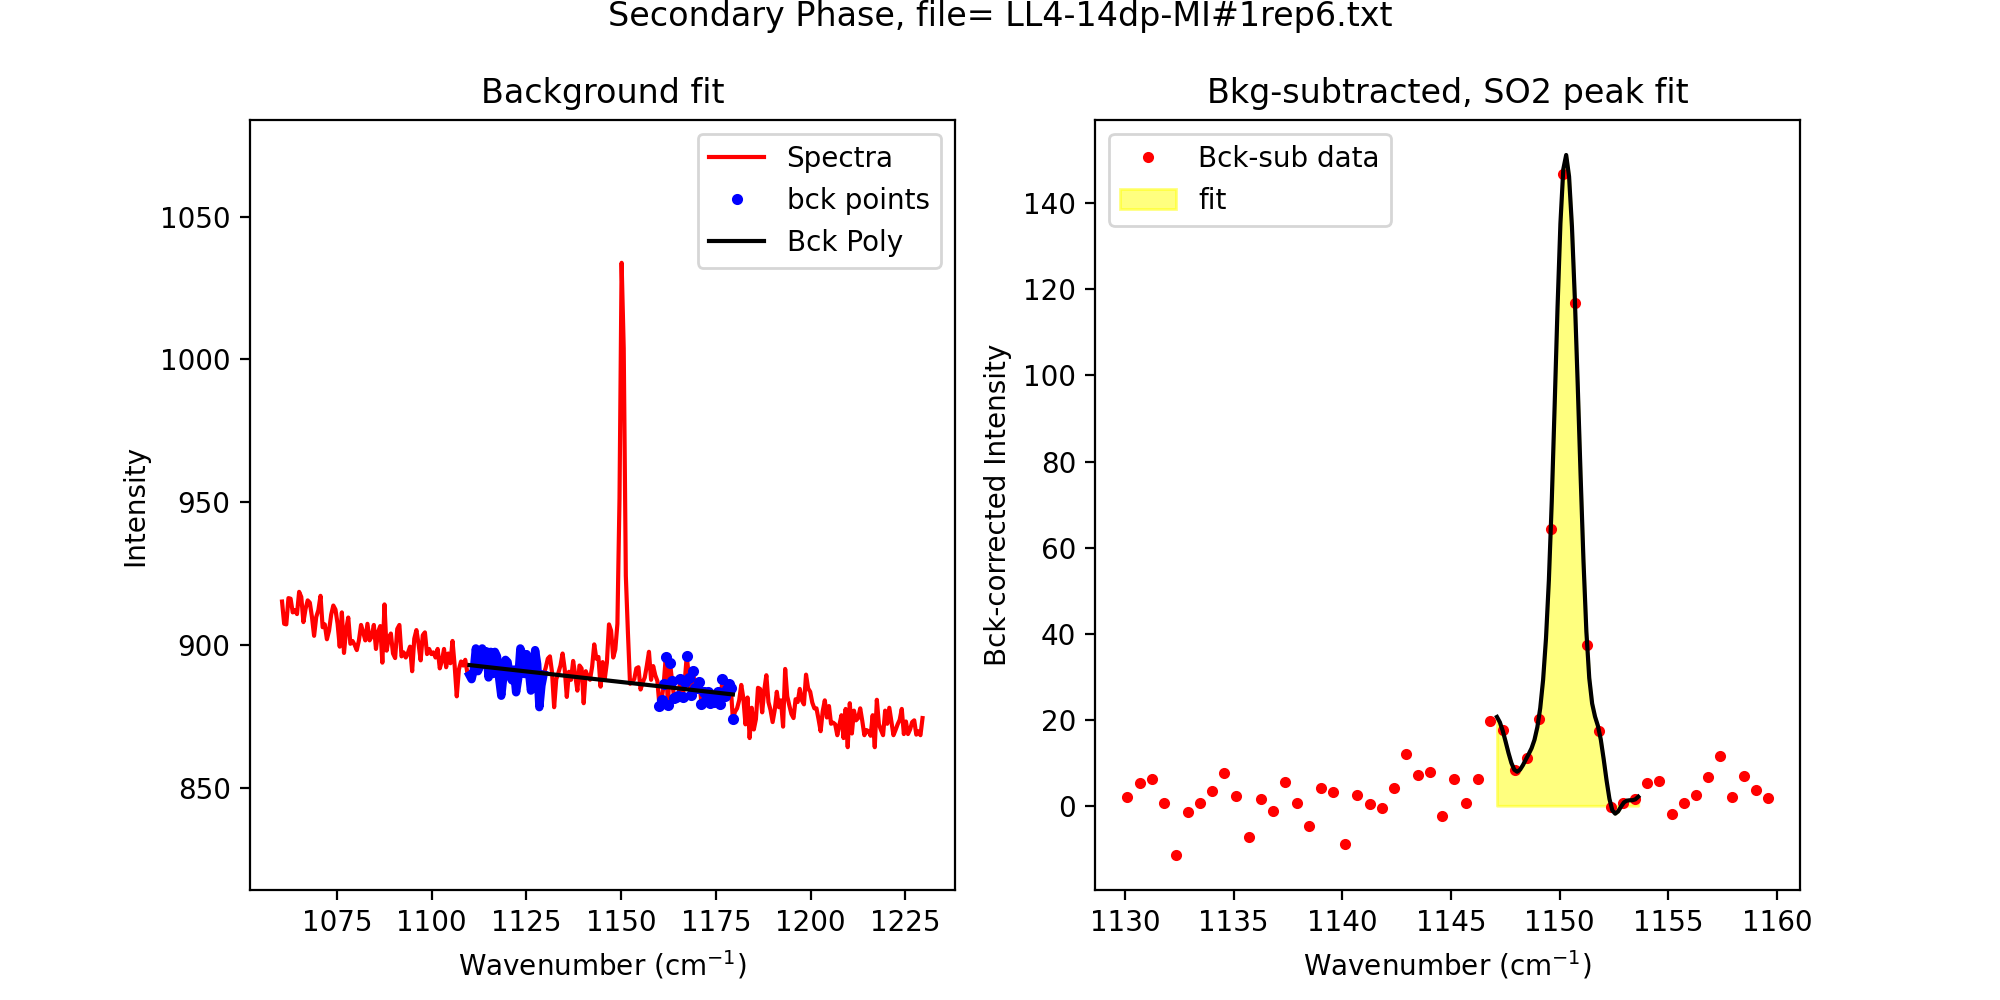 Secondary Phase, file= LL4-14dp-MI#1rep6.txt
Background fit
Spectra
bck points
Bck Poly
1050
1000
950
900
850
Intensity
1075 1100 1125 1150 1175 1200 1225
Wavenumber (cm⁻¹)
Bkg-subtracted, SO2 peak fit
Bck-sub data
fit
140
120
100
80
60
40
20
0
Bck-corrected Intensity
1130 1135 1140 1145 1150 1155 1160
Wavenumber (cm⁻¹)